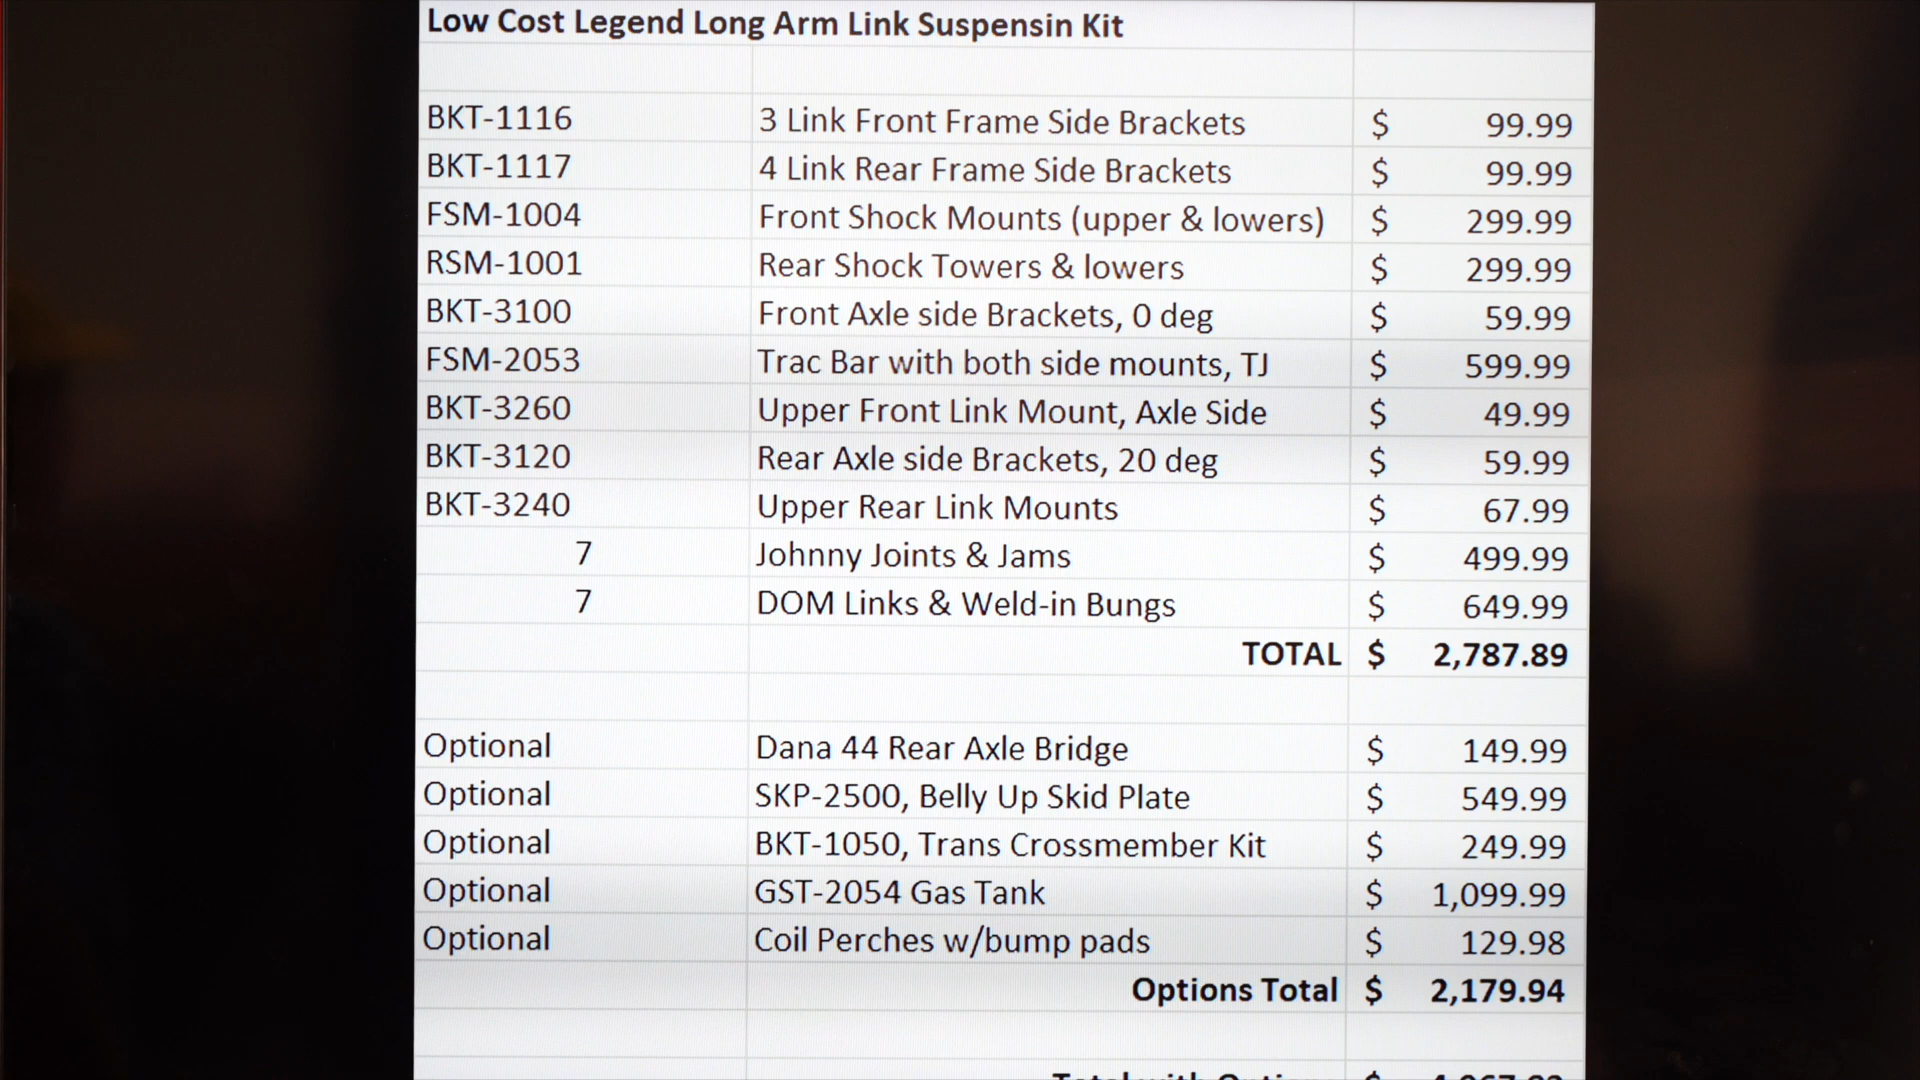 Low Cost Legend Long Arm Link Suspensin Kit
BKT-1116 3 Link Front Frame Side Brackets $ 99.99
BKT-1117 4 Link Rear Frame Side Brackets $ 99.99
FSM-1004 Front Shock Mounts (upper & lowers) $ 299.99
RSM-1001 Rear Shock Towers & lowers $ 299.99
BKT-3100 Front Axle side Brackets, 0 deg $ 59.99
FSM-2053 Trac Bar with both side mounts, TJ $ 599.99
BKT-3260 Upper Front Link Mount, Axle Side $ 49.99
BKT-3120 Rear Axle side Brackets, 20 deg $ 59.99
BKT-3240 Upper Rear Link Mounts $ 67.99
7 Johnny Joints & Jams $ 499.99
7 DOM Links & Weld-in Bungs $ 649.99
TOTAL $ 2,787.89
Optional Dana 44 Rear Axle Bridge $ 149.99
Optional SKP-2500, Belly Up Skid Plate $ 549.99
Optional BKT-1050, Trans Crossmember Kit $ 249.99
Optional GST-2054 Gas Tank $ 1,099.99
Optional Coil Perches w/bump pads $ 129.98
Options Total $ 2,179.94
Total with Options $